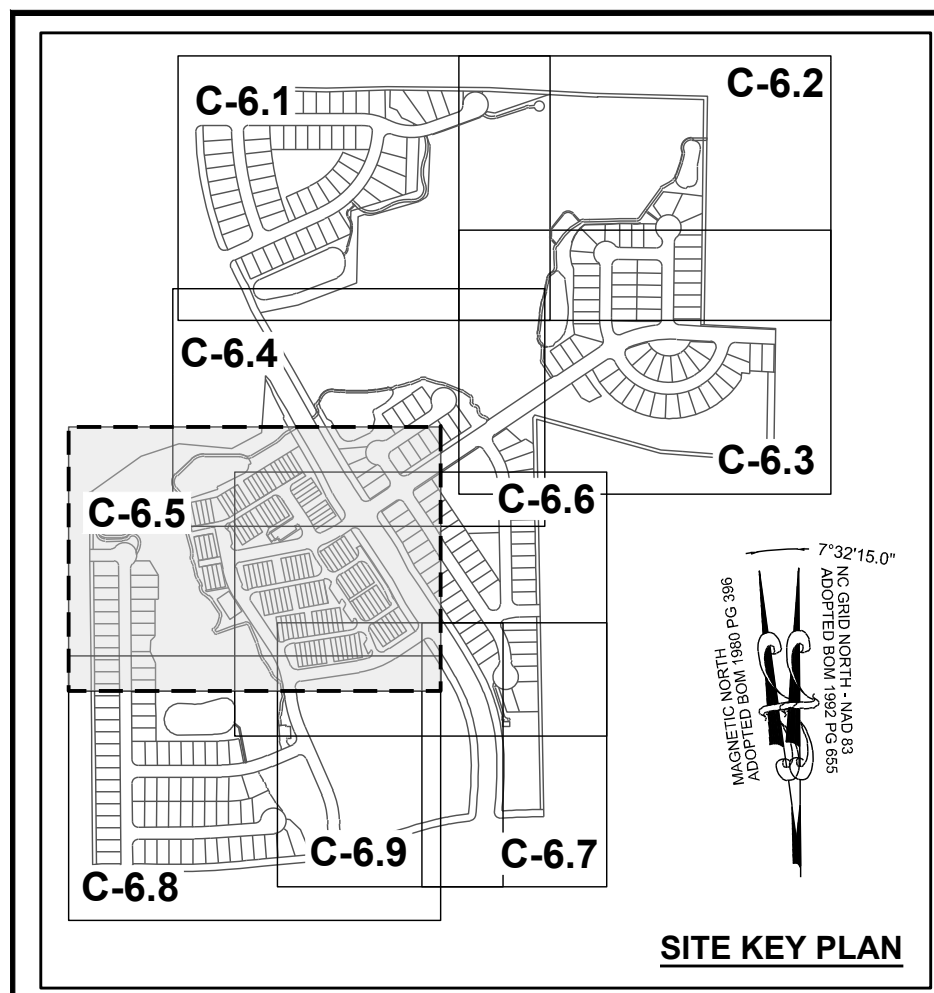 C-6.1
C-6.2
C-6.4
C-6.3
C-6.5
C-6.6
7°32'15.0"
NC GRID NORTH - NAD 83
ADOPTED BOM 1992 PG 655
MAGNETIC NORTH
ADOPTED BOM 1980 PG 396
C-6.9
C-6.7
C-6.8
SITE KEY PLAN